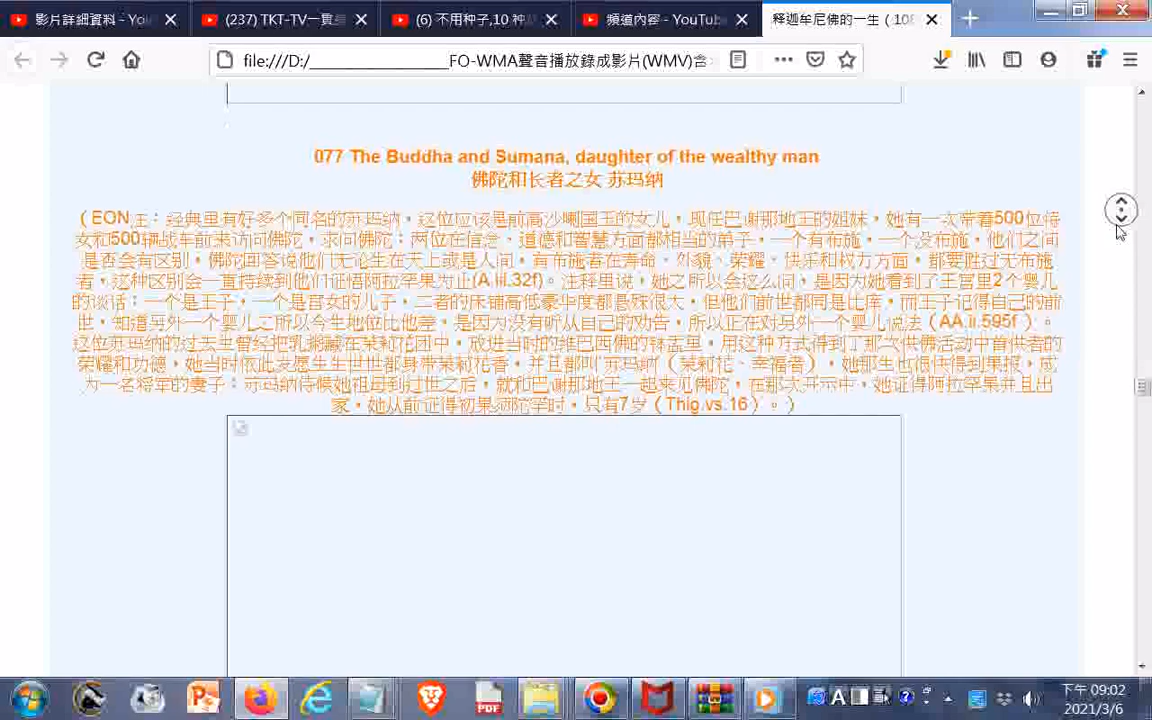 影片詳細資料 - You
(237) TKT-TV一貫
(6) 不用种子,10 种
頻道內容 - YouTub
释迦牟尼佛的一生 ( 108
file:///D:/________________FO-WMA聲音播放錄成影片(WMV)含
077 The Buddha and Sumana, daughter of the wealthy man
佛陀和长者之女 苏玛纳
（EON注：经典里有好多个同名的苏玛纳，这位应该是前高沙喇国王的女儿，现任巴谢那地王的姐妹，她有一次带着500位侍
女和500辆战车前来访问佛陀，求问佛陀：两位在信念、道德和智慧方面都相当的弟子，一个有布施，一个没布施，他们之间
是否会有区别，佛陀回答说他们无论生在天上或是人间，有布施者在寿命、外貌、荣耀、快乐和权力方面，都要胜过无布施
者，这种区别会一直持续到他们证悟阿拉罕果为止(A.iii.32f)。注释里说，她之所以会这么问，是因为她看到了王宫里2个婴儿
的谈话：一个是王子，一个是宫女的儿子，二者的床铺高低豪华度都悬殊很大，但他们前世都同是比库，而王子记得自己的前
世，知道另外一个婴儿之所以今生地位比他差，是因为没有听从自己的劝告，所以正在对另外一个婴儿说法（AA.ii.595f）。
这位苏玛纳的过去生曾经把乳粥藏在茉莉花团中，放进当时的维巴西佛的钵盂里，用这种方式得到了那次供佛活动中首供者的
荣耀和功德，她当时依此发愿生生世世都身带茉莉花香，并且都叫苏玛纳（茉莉花、幸福者），她那生也很快得到果报，成
为一名将军的妻子；苏玛纳侍候她祖母到过世之后，就和巴谢那地王一起来见佛陀，在那次开示中，她证得阿拉罕果并且出
家，她从前证得初果须陀罕时，只有7岁（Thig.vs.16）。）
PDF
A
下午 09:02
2021/3/6